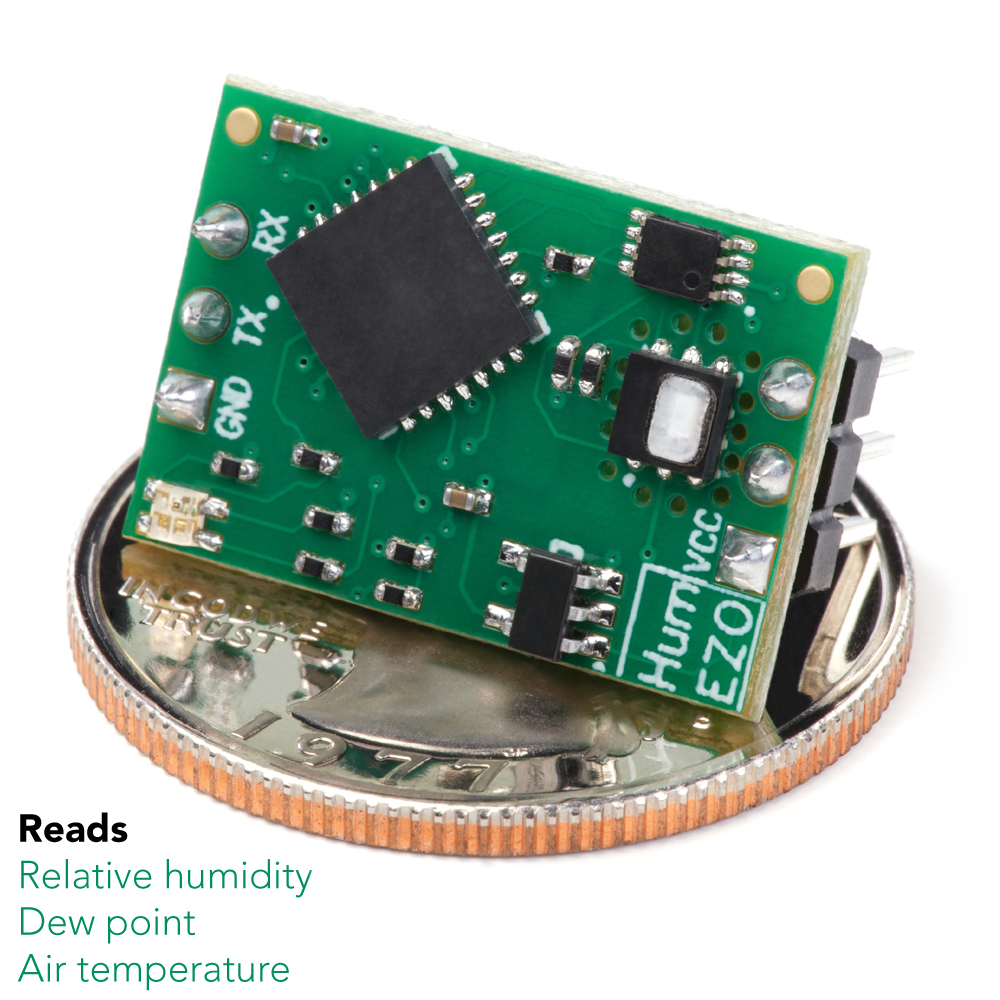 RX
TX
GND
VCC
Hum
EZO
IN GOD WE
TRUST
1977
Reads
Relative humidity
Dew point
Air temperature